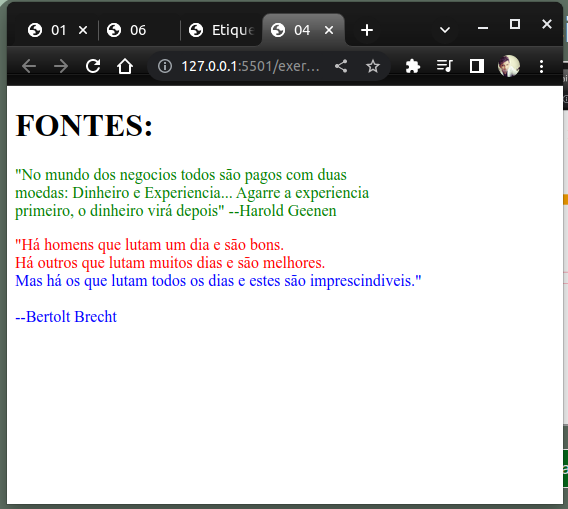 01
06
Etique
04
127.0.0.1:5501/exer...
FONTES:
"No mundo dos negocios todos são pagos com duas
moedas: Dinheiro e Experiencia... Agarre a experiencia
primeiro, o dinheiro virá depois" --Harold Geenen
"Há homens que lutam um dia e são bons.
Há outros que lutam muitos dias e são melhores.
Mas há os que lutam todos os dias e estes são imprescindiveis."
--Bertolt Brecht